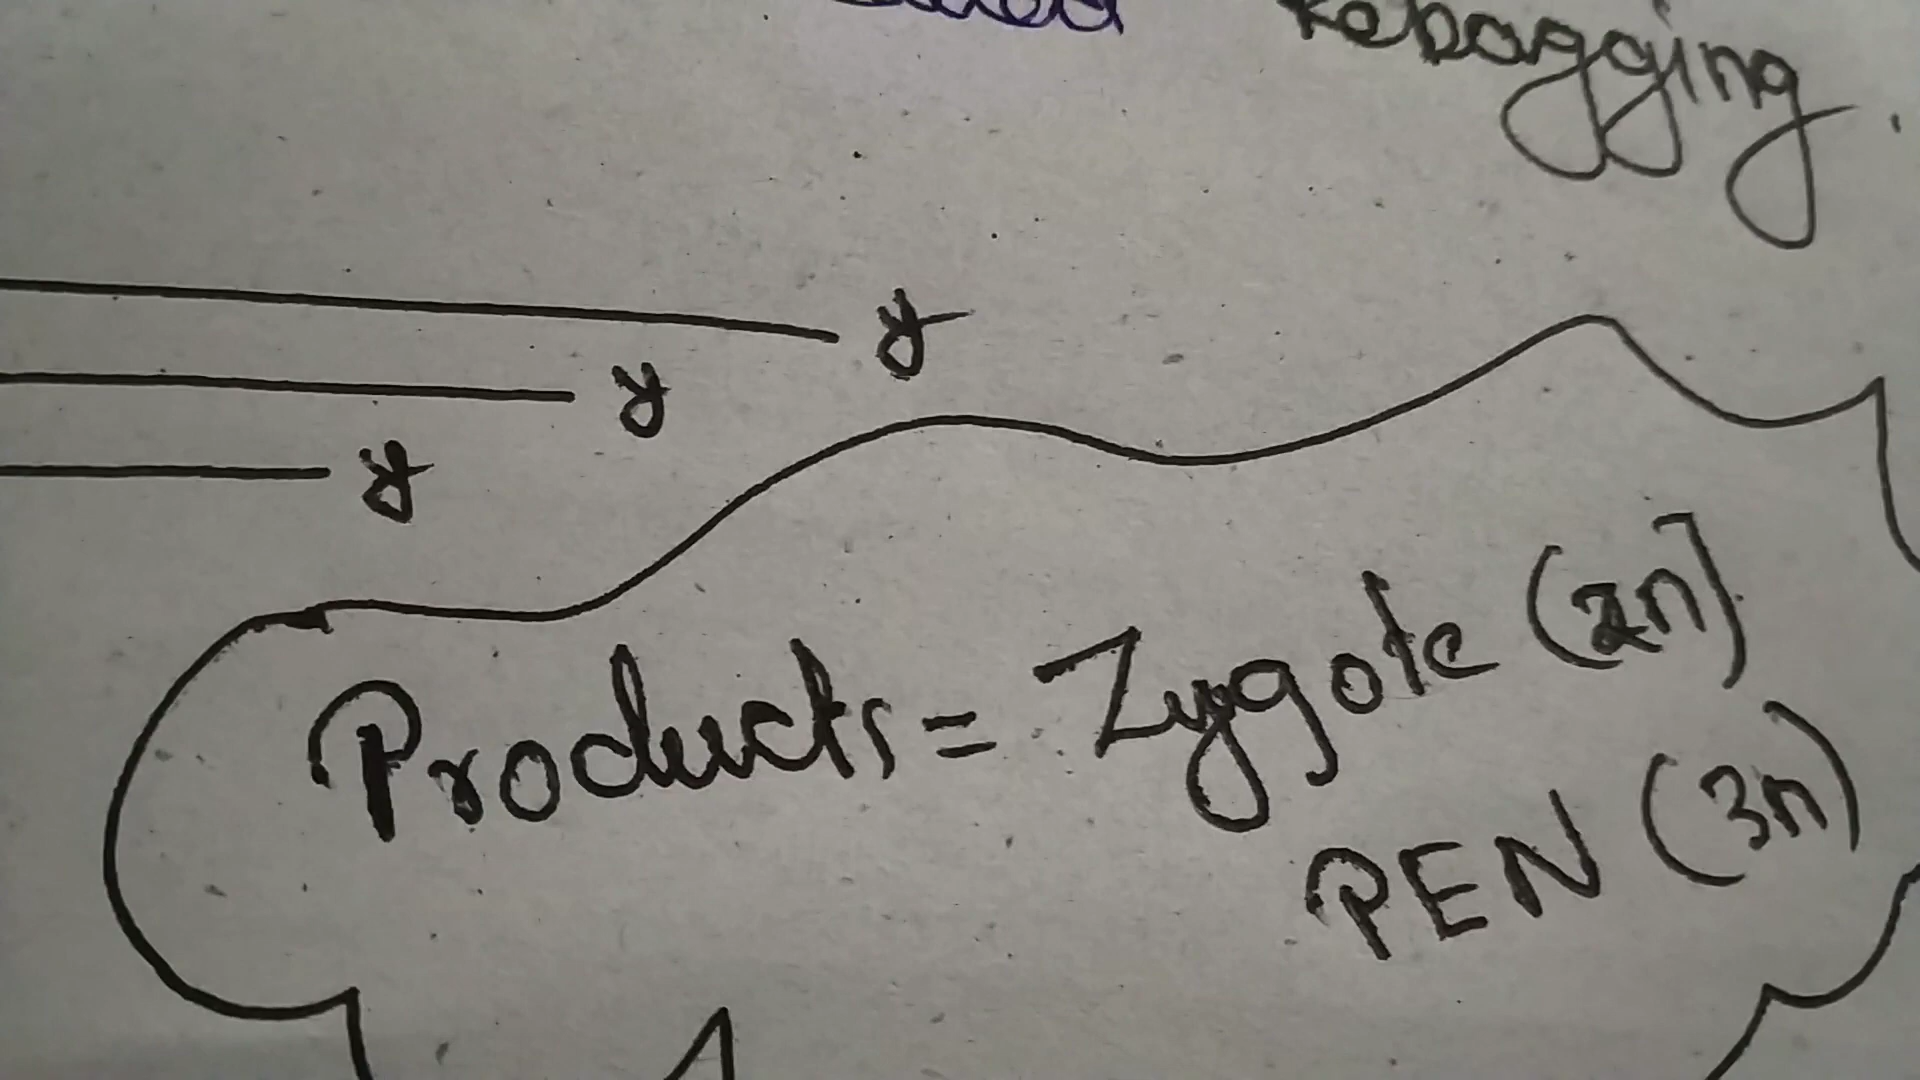 Rebagging.
y
y
y
Products = Zygote (2n)
PEN (3n)